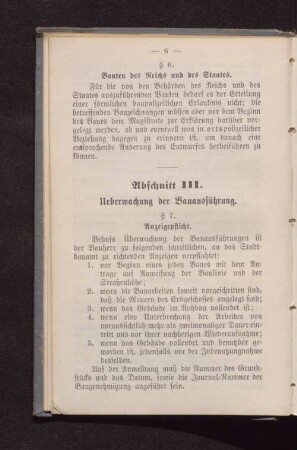 — 6 —
§ 6.
Bauten des Reichs und des Staates.
Für die von den Behörden des Reichs und des
Staates auszuführenden Bauten bedarf es der Erteilung
einer förmlichen baupolizeilichen Erlaubnis nicht; die
betreffenden Bauzeichnungen müssen aber vor dem Beginn
des Baues dem Magistrate zur Erklärung darüber vor-
gelegt werden, ob und eventuell was in ortspolizeilicher
Beziehung dagegen zu erinnern ist, um danach eine
entsprechende Änderung des Entwurfes herbeiführen zu
können.
Abschnitt III.
Ueberwachung der Bauausführung.
§ 7.
Anzeigepflicht.
Behufs Überwachung der Bauausführungen ist
der Bauherr zu folgenden schriftlichen, an das Stadt-
bauamt zu richtenden Anzeigen verpflichtet:
1. vor Beginn eines jeden Baues mit dem An-
trage auf Anweisung der Baulinie und der
Straßenhöhe;
2. wenn die Bauarbeiten soweit vorgeschritten sind,
daß die Mauern des Erdgeschosses angelegt sind;
3. wenn das Gebäude im Rohbau vollendet ist;
4. wenn eine Unterbrechung der Arbeiten von
voraussichtlich mehr als zweimonatiger Dauer ein-
tritt und vor ihrer nachherigen Wiederaufnahme;
5. wenn das Gebäude vollendet und benutzbar ge-
worden ist, jedenfalls vor der Inbenutzungnahme
desselben.
Auf der Anmeldung muß die Nummer des Grund-
stücks und das Datum, sowie die Journal-Nummer der
Baugenehmigung angeführt sein.